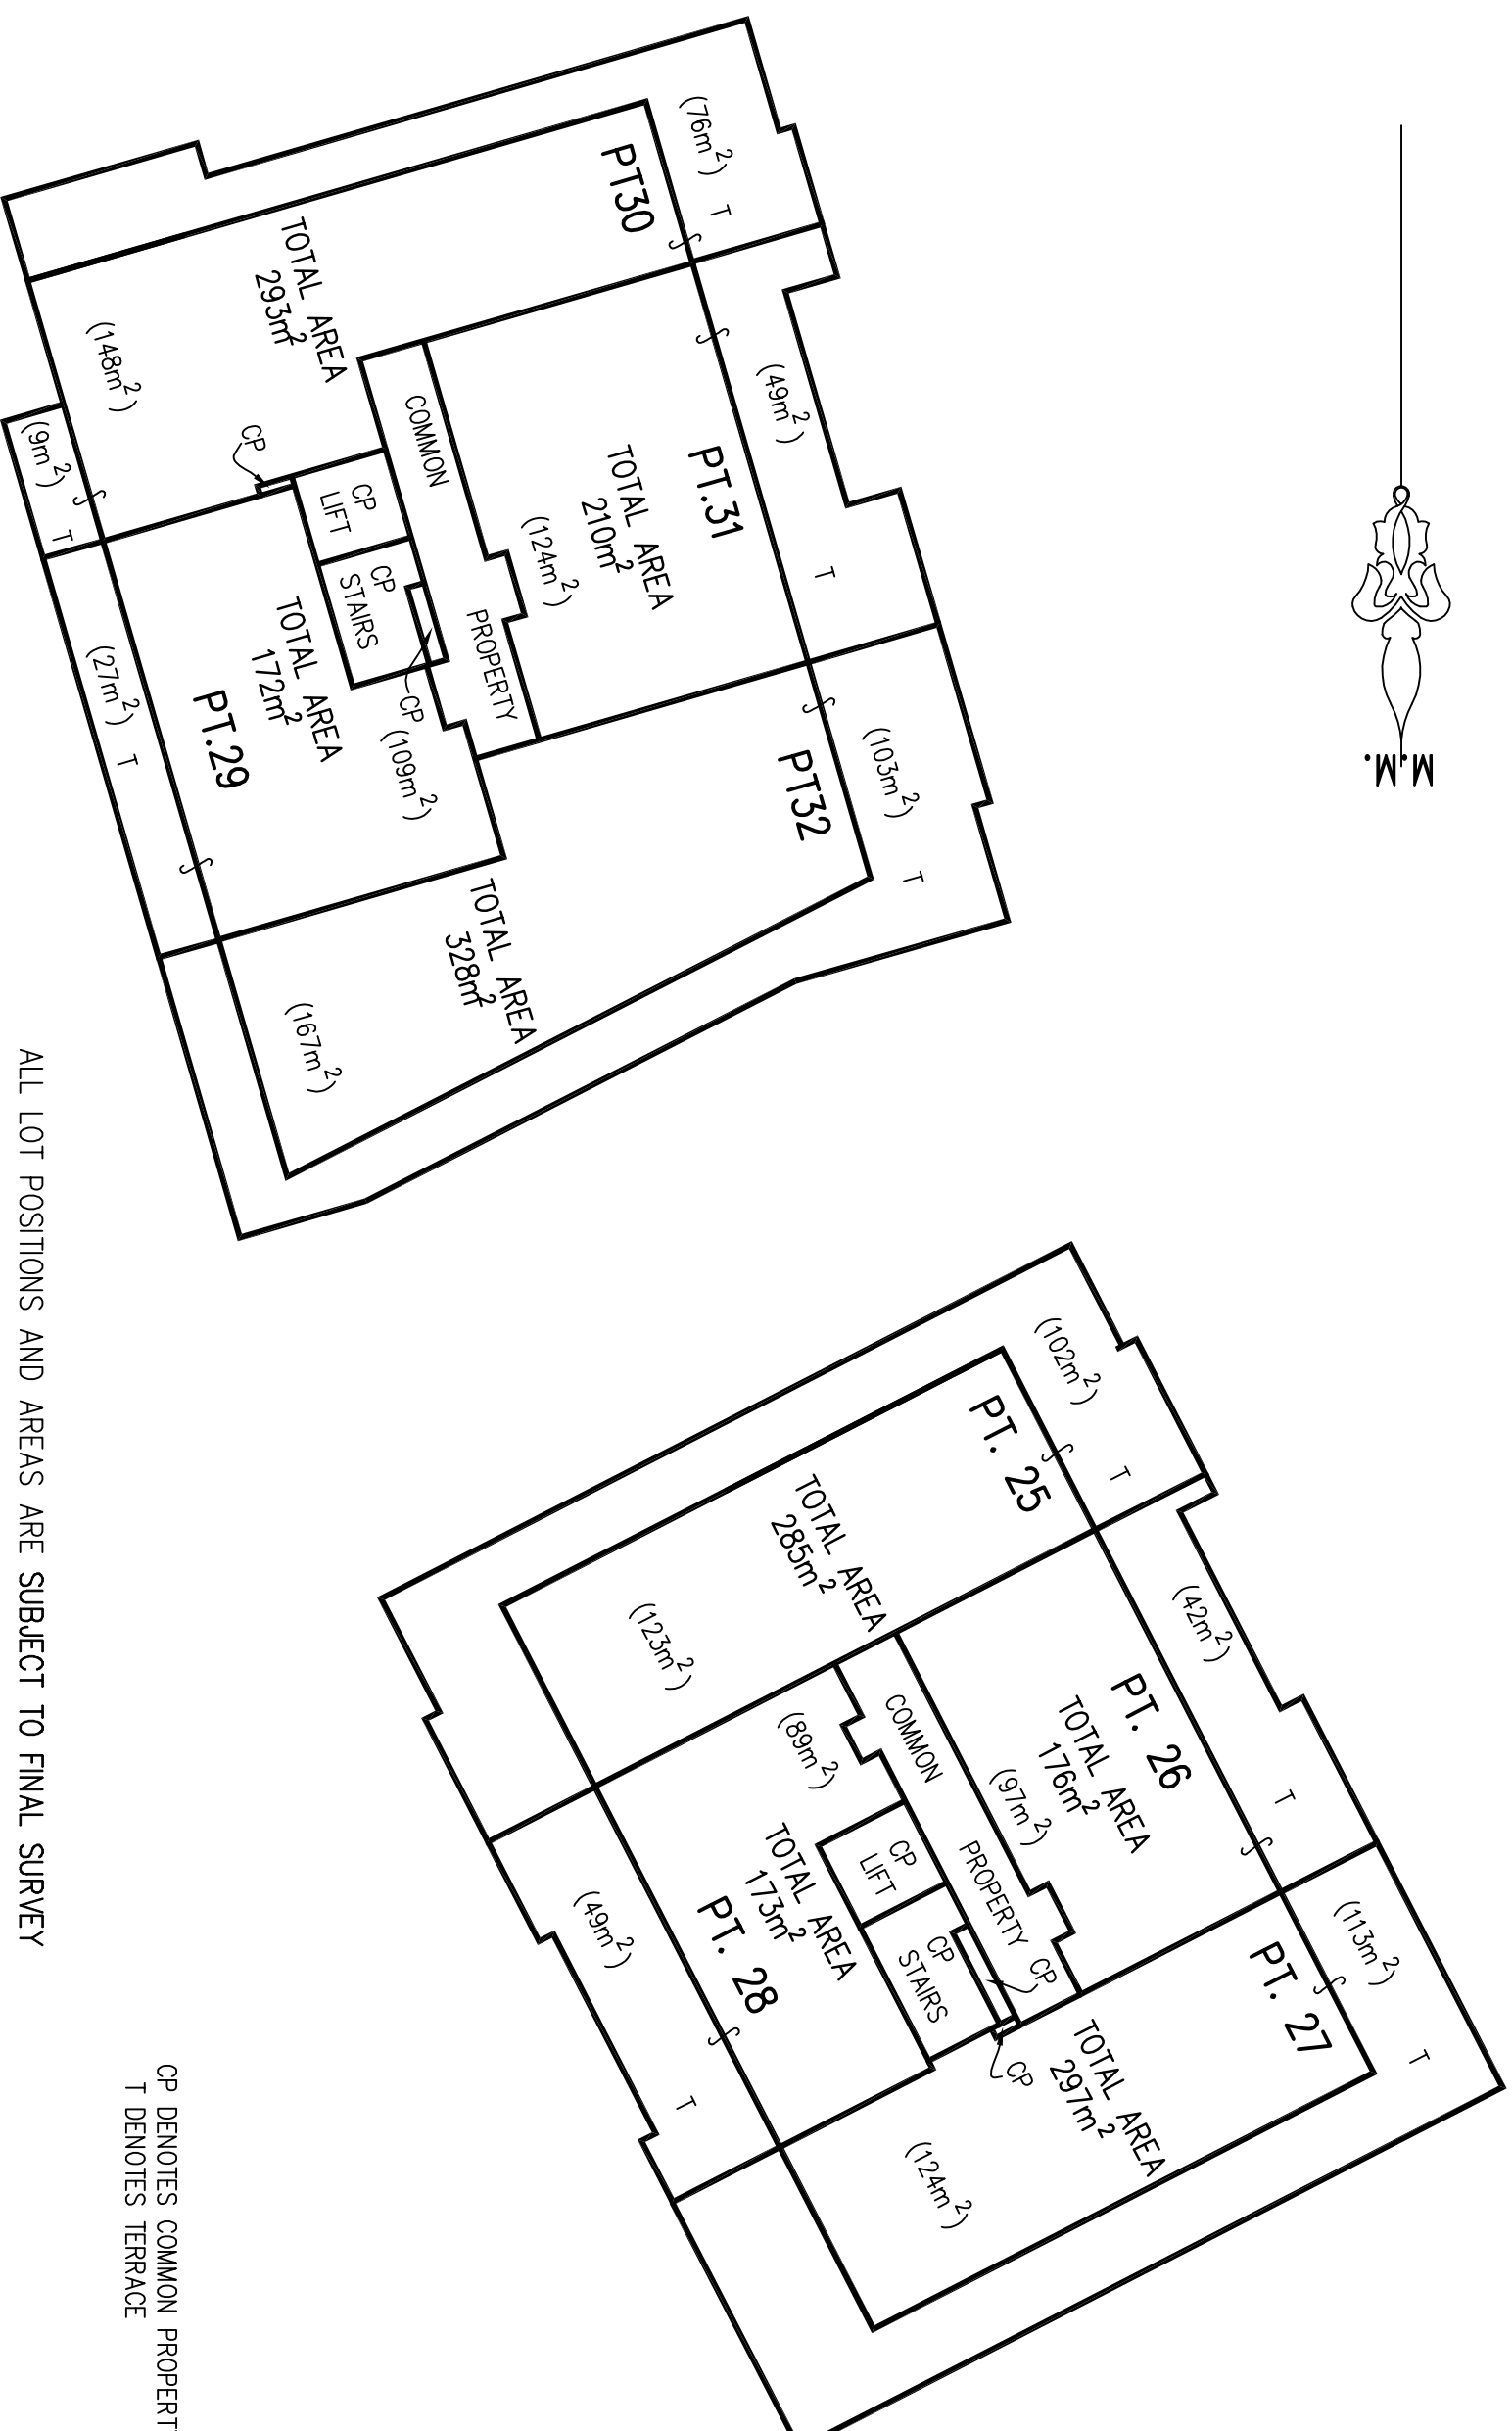 M.M.
(76m²)
T
PT30
TOTAL AREA
293m²
(148m²)
(9m²)
T
CP
(49m²)
T
PT.31
TOTAL AREA
210m²
(124m²)
COMMON
PROPERTY
CP
LIFT
CP
STAIRS
CP
TOTAL AREA
172m²
PT.29
(109m²)
(27m²)
T
(103m²)
T
PT32
TOTAL AREA
328m²
(167m²)
(102m²)
T
PT. 25
TOTAL AREA
285m²
(123m²)
(42m²)
T
PT. 26
TOTAL AREA
176m²
(97m²)
COMMON
PROPERTY
CP
CP
LIFT
CP
STAIRS
CP
(89m²)
TOTAL AREA
173m²
PT. 28
(49m²)
T
(113m²)
T
PT. 27
TOTAL AREA
297m²
(124m²)
ALL LOT POSITIONS AND AREAS ARE SUBJECT TO FINAL SURVEY
CP DENOTES COMMON PROPERT
T DENOTES TERRACE